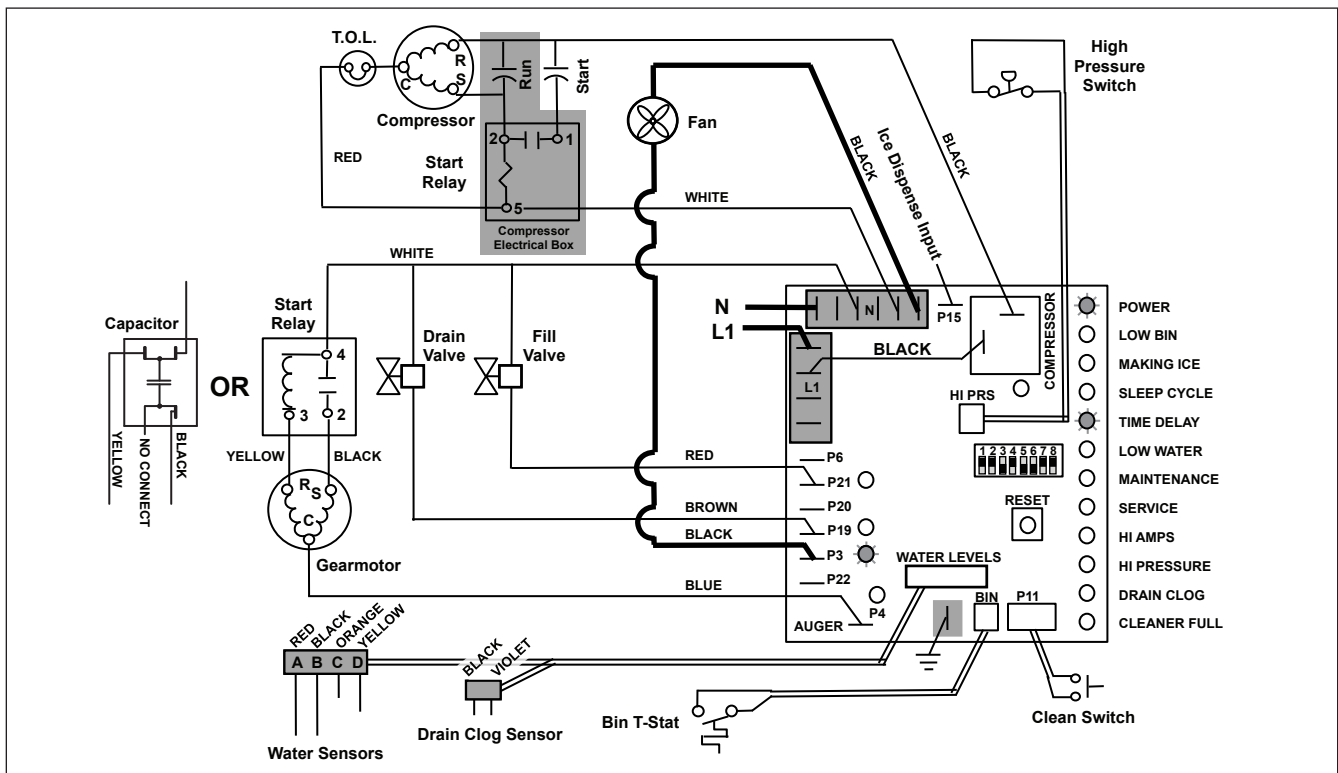 T.O.L.
R
S
C
Compressor
Run
Start
2
1
Start
Relay
5
Compressor
Electrical Box
RED
WHITE
Fan
BLACK
Ice Dispense Input
BLACK
High
Pressure
Switch
WHITE
Capacitor
OR
YELLOW
NO CONNECT
BLACK
Start
Relay
4
3
2
YELLOW
BLACK
R
S
C
Gearmotor
Drain
Valve
Fill
Valve
N
L1
N
P15
L1
BLACK
COMPRESSOR
HI PRS
1 2 3 4 5 6 7 8
RESET
RED
BROWN
BLACK
BLUE
P6
P21
P20
P19
P3
P22
P4
AUGER
WATER LEVELS
BIN
P11
POWER
LOW BIN
MAKING ICE
SLEEP CYCLE
TIME DELAY
LOW WATER
MAINTENANCE
SERVICE
HI AMPS
HI PRESSURE
DRAIN CLOG
CLEANER FULL
RED
BLACK
ORANGE
YELLOW
A B C D
Water Sensors
BLACK
VIOLET
Drain Clog Sensor
Bin T-Stat
Clean Switch